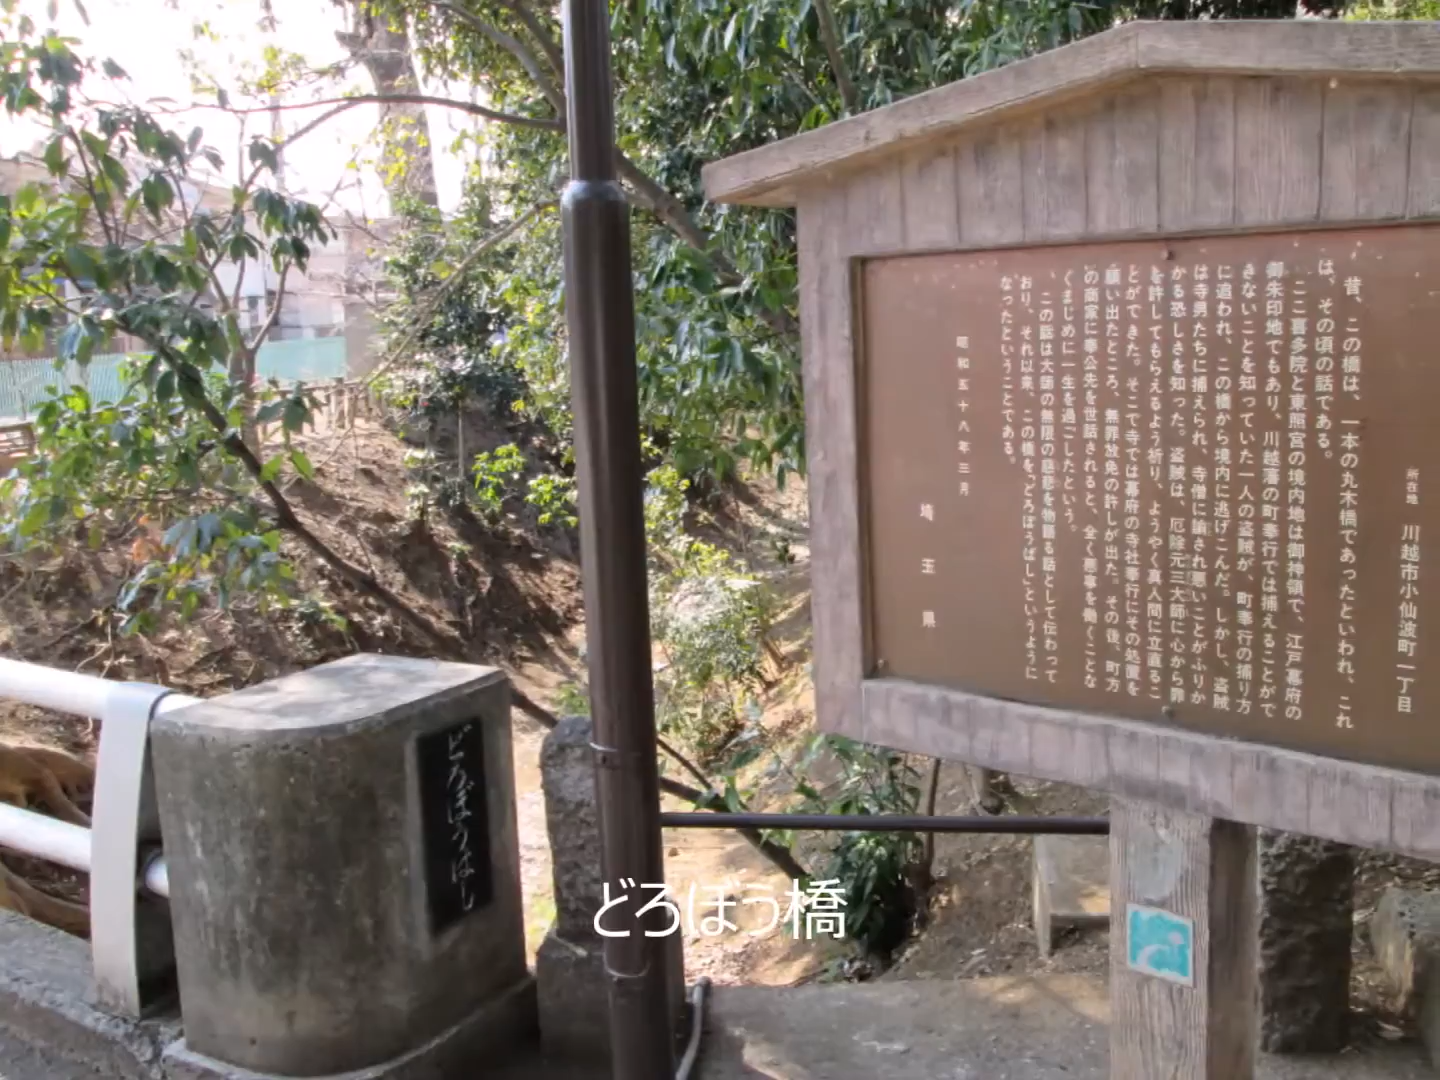 所在地 川越市小仙波町一丁目
昔、この橋は、一本の丸木橋であったといわれ、これ
は、その頃の話である。
ここ喜多院と東照宮の境内地は御神領で、江戸幕府の
御朱印地でもあり、川越藩の町奉行では捕えることがで
きないことを知っていた一人の盗賊が、町奉行の捕り方
に追われ、この橋から境内に逃げこんだ。しかし、盗賊
は寺男たちに捕えられ、寺僧に諭され悪いことがふりか
かる恐しさを知った。盗賊は、厄除元三大師に心から罪
を許してもらえるよう祈り、ようやく真人間に立直るこ
とができた。そこで寺では幕府の寺社奉行にその処置を
願い出たところ、無罪放免の許しが出た。その後、町方
の商家に奉公先を世話されると、全く悪事を働くことな
くまじめに一生を過ごしたという。
この話は大師の無限の慈悲を物語る話として伝わって
おり、それ以来、この橋を「どろぼうばし」というように
なったということである。
昭和五十八年三月
埼玉県
どろぼうはし
どろぼう橋